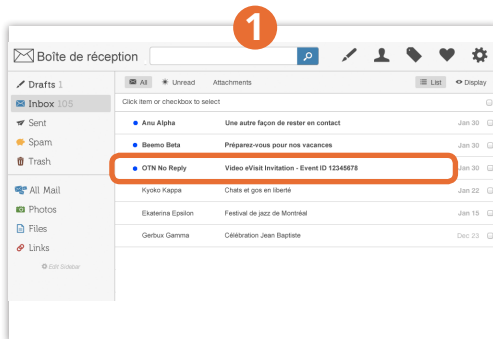 1
Boîte de réception
Drafts 1
All Unread Attachments List Display
Inbox 105
Click item or checkbox to select
Sent
Anu Alpha Une autre façon de rester en contact Jan 30
Spam
Beemo Beta Préparez-vous pour nos vacances Jan 30
Trash
OTN No Reply Video eVisit Invitation - Event ID 12345678 Jan 30
All Mail
Kyoko Kappa Chats et gos en liberté Jan 22
Photos
Ekaterina Epsilon Festival de jazz de Montréal Jan 18
Files
Gerbux Gamma Célébration Jean Baptiste Dec 23
Links
Edit Sidebar